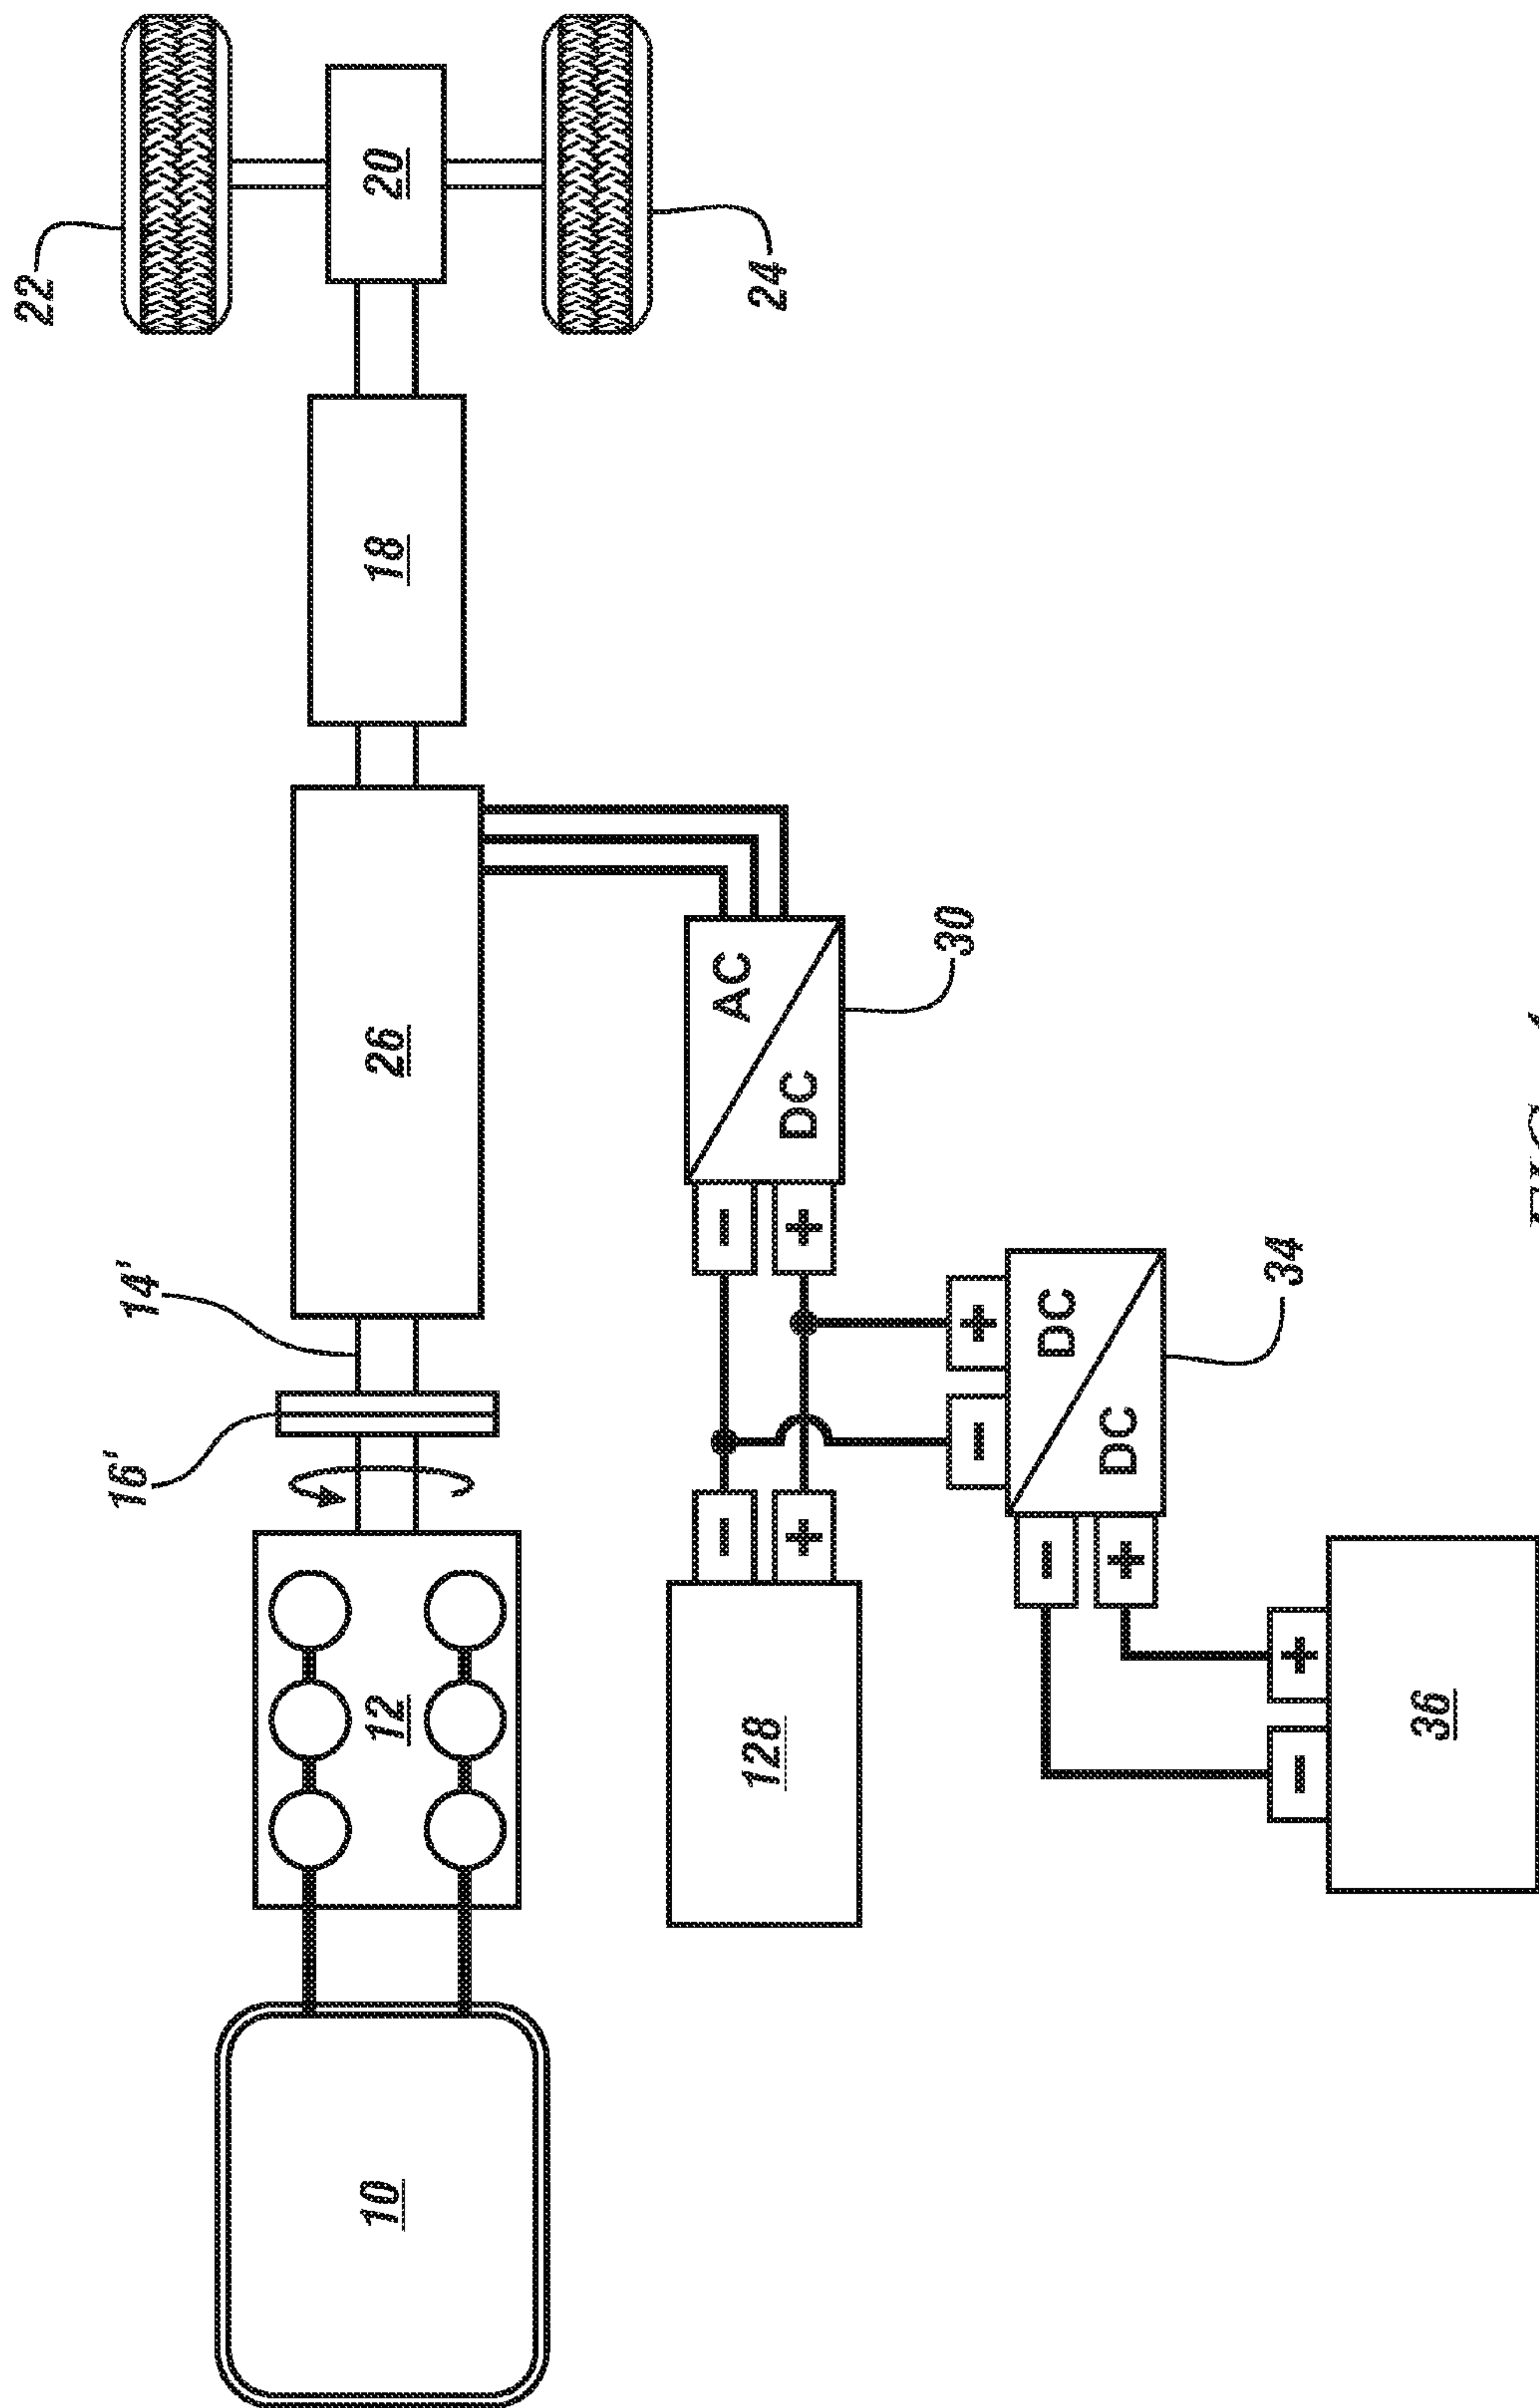 22
16' 14'
10 12 26 18 20
− − AC
128 24
+ + DC
30
− +
− DC
+ DC
34
− +
36